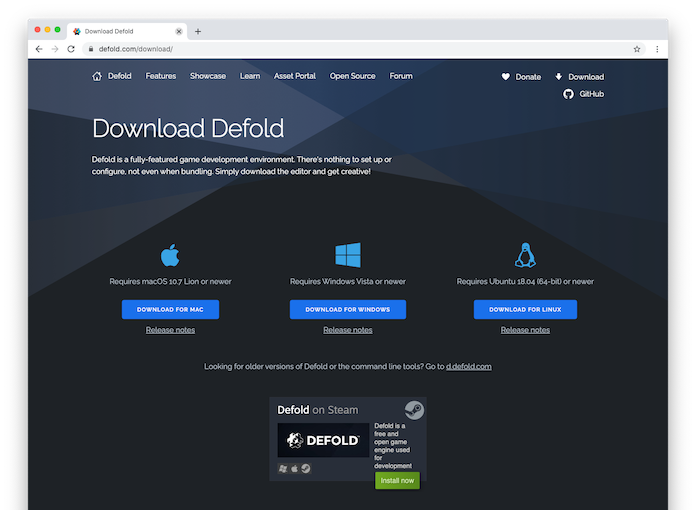 Download Defold
defold.com/download/
Defold Features Showcase Learn Asset Portal Open Source Forum Donate Download
GitHub
Download Defold
Defold is a fully-featured game development environment. There's nothing to set up or
configure, not even when bundling. Simply download the editor and get creative!
Requires macOS 10.7 Lion or newer
DOWNLOAD FOR MAC
Release notes
Requires Windows Vista or newer
DOWNLOAD FOR WINDOWS
Release notes
Requires Ubuntu 18.04 (64-bit) or newer
DOWNLOAD FOR LINUX
Release notes
Looking for older versions of Defold or the command line tools? Go to d.defold.com
Defold on Steam
DEFOLD
Defold is a
free and
open game
engine used
for
development
Install now